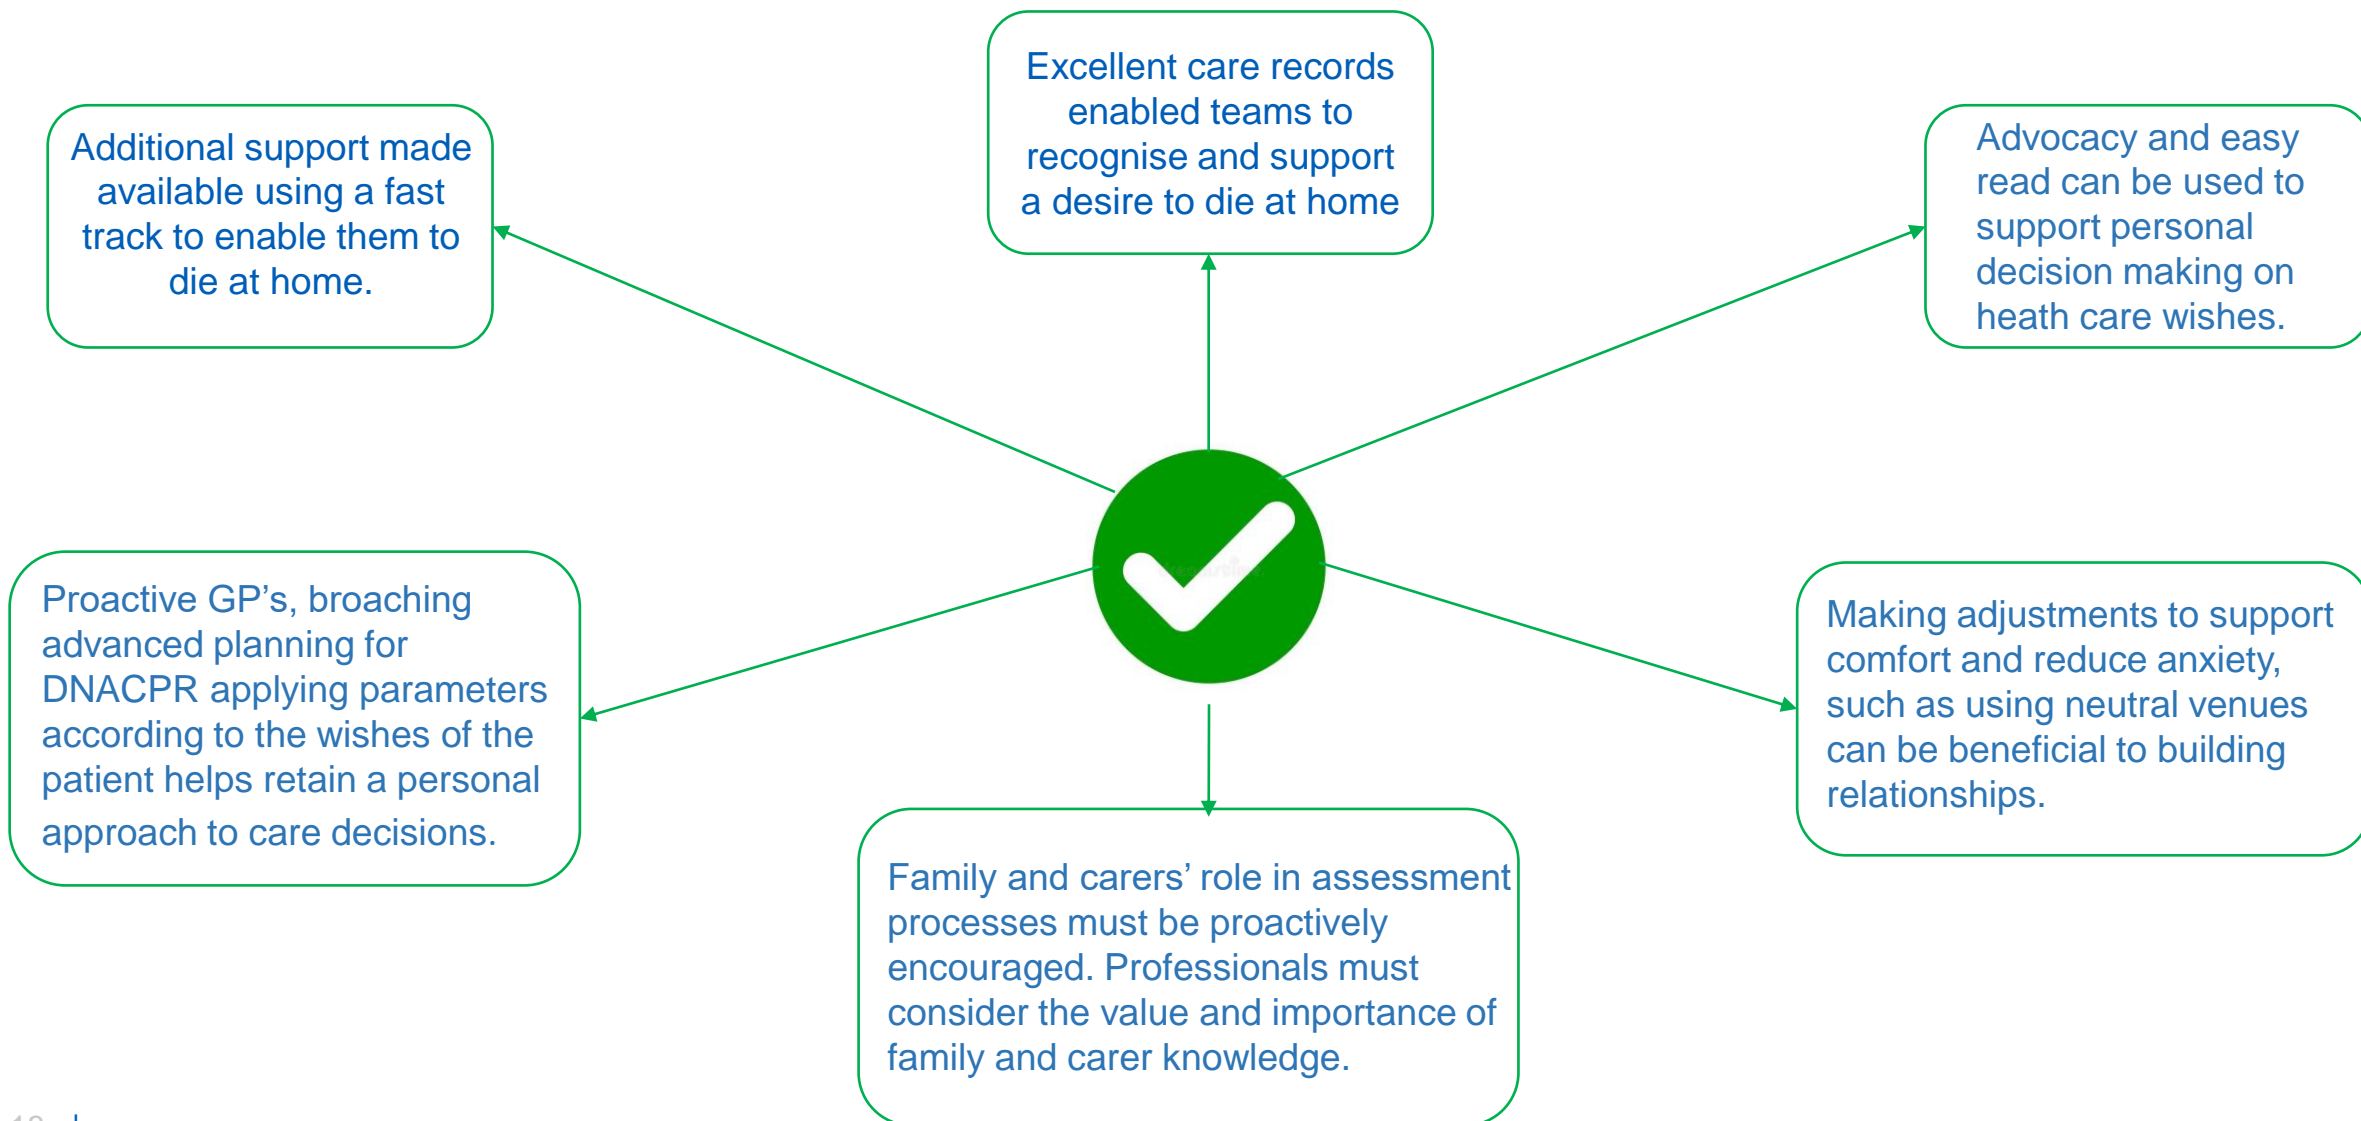 Excellent care records
enabled teams to
recognise and support
a desire to die at home
Additional support made
available using a fast
track to enable them to
die at home.
Advocacy and easy
read can be used to
support personal
decision making on
heath care wishes.
Proactive GP’s, broaching
advanced planning for
DNACPR applying parameters
according to the wishes of the
patient helps retain a personal
approach to care decisions.
Making adjustments to support
comfort and reduce anxiety,
such as using neutral venues
can be beneficial to building
relationships.
Family and carers’ role in assessment
processes must be proactively
encouraged. Professionals must
consider the value and importance of
family and carer knowledge.